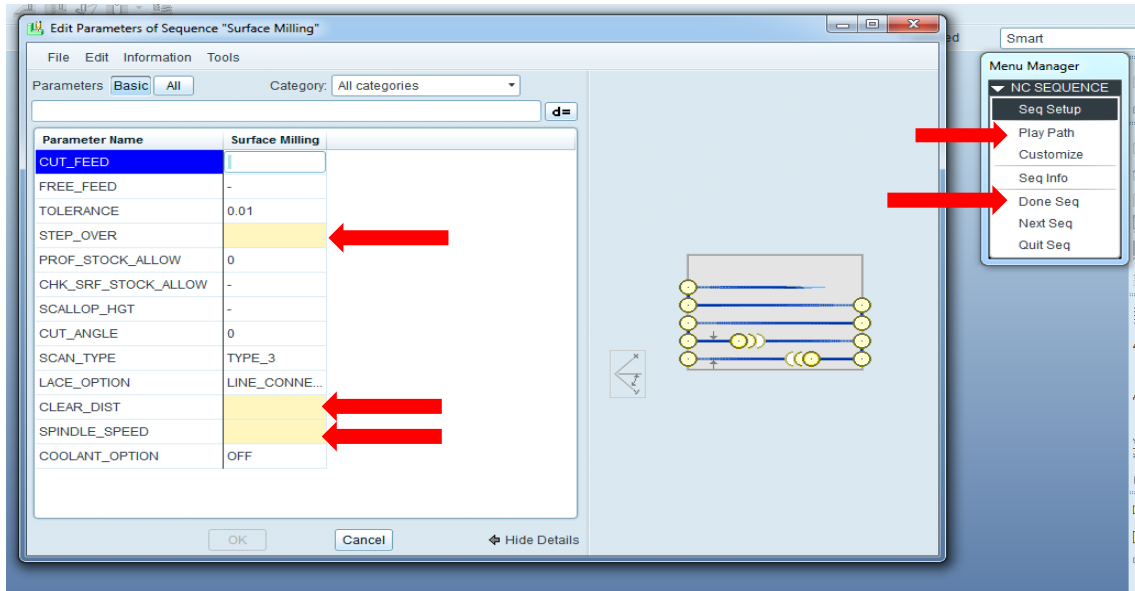 Edit Parameters of Sequence "Surface Milling"
File Edit Information Tools
Parameters Basic All Category: All categories
d=
Parameter Name Surface Milling
CUT_FEED
FREE_FEED -
TOLERANCE 0.01
STEP_OVER
PROF_STOCK_ALLOW 0
CHK_SRF_STOCK_ALLOW -
SCALLOP_HGT -
CUT_ANGLE 0
SCAN_TYPE TYPE_3
LACE_OPTION LINE_CONNE...
CLEAR_DIST
SPINDLE_SPEED
COOLANT_OPTION OFF
OK Cancel Hide Details
x
y
Smart
Menu Manager
NC SEQUENCE
Seq Setup
Play Path
Customize
Seq Info
Done Seq
Next Seq
Quit Seq